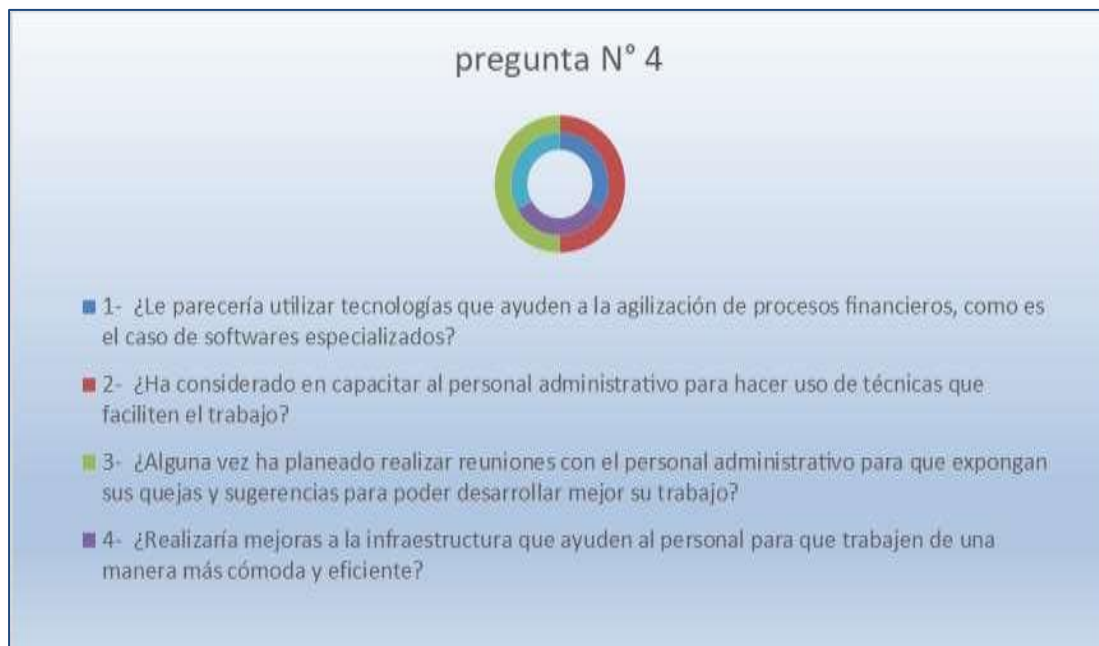 pregunta N° 4
1- ¿Le parecería utilizar tecnologías que ayuden a la agilización de procesos financieros, como es
el caso de softwares especializados?
2- ¿Ha considerado en capacitar al personal administrativo para hacer uso de técnicas que
faciliten el trabajo?
3- ¿Alguna vez ha planeado realizar reuniones con el personal administrativo para que expongan
sus quejas y sugerencias para poder desarrollar mejor su trabajo?
4- ¿Realizaría mejoras a la infraestructura que ayuden al personal para que trabajen de una
manera más cómoda y eficiente?